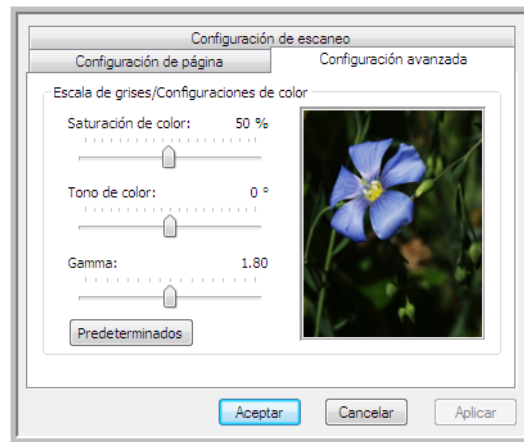 Configuración de escaneo
Configuración de página
Configuración avanzada
Escala de grises/Configuraciones de color
Saturación de color: 50 %
Tono de color: 0 °
Gamma: 1.80
Predeterminados
Aceptar
Cancelar
Aplicar